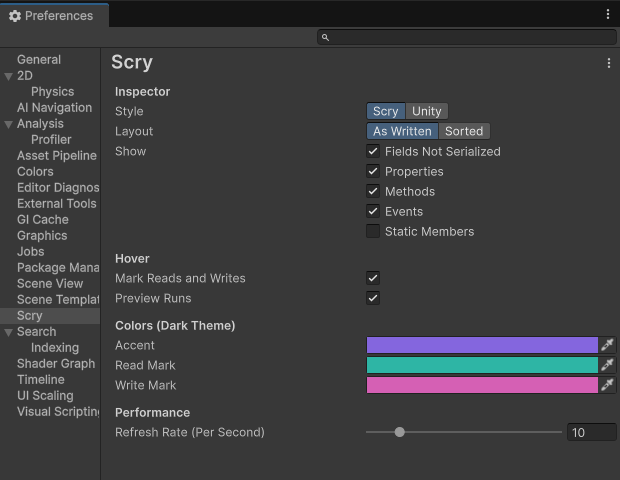 Preferences
Scry
General
2D
Physics
AI Navigation
Analysis
Profiler
Asset Pipeline
Colors
Editor Diagnos
External Tools
GI Cache
Graphics
Jobs
Package Mana
Scene View
Scene Templat
Scry
Search
Indexing
Shader Graph
Timeline
UI Scaling
Visual Scripting
Inspector
Style Scry Unity
Layout As Written Sorted
Show Fields Not Serialized
Properties
Methods
Events
Static Members
Hover
Mark Reads and Writes
Preview Runs
Colors (Dark Theme)
Accent
Read Mark
Write Mark
Performance
Refresh Rate (Per Second) 10